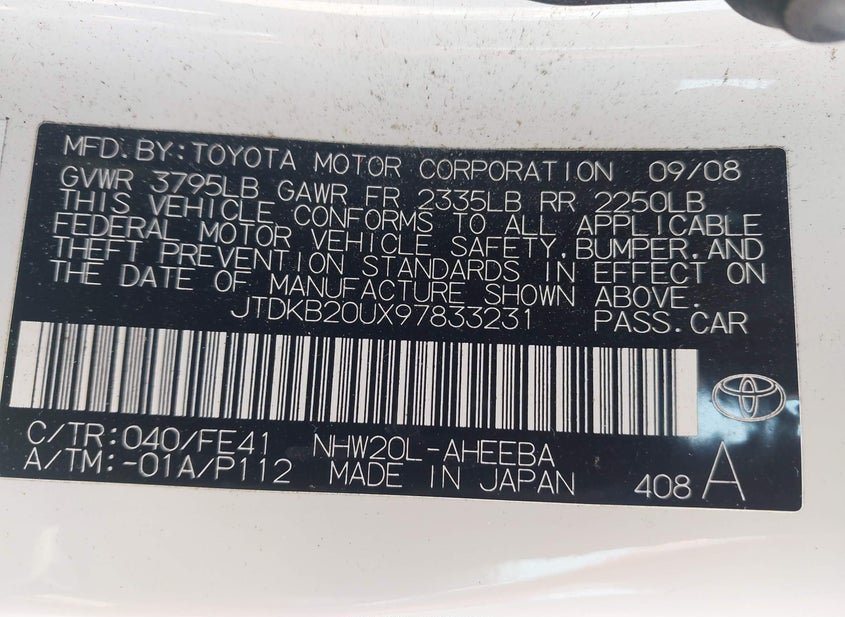 MFD.BY:TOYOTA MOTOR CORPORATION 09/08
GVWR 3795LB GAWR FR 2335LB RR 2250LB
THIS VEHICLE CONFORMS TO ALL APPLICABLE
FEDERAL MOTOR VEHICLE SAFETY,BUMPER,AND
THEFT PREVENTION STANDARDS IN EFFECT ON
THE DATE OF MANUFACTURE SHOWN ABOVE.
JTDKB20UX97833231 PASS.CAR
C/TR:040/FE41 NHW20L-AHEEBA
A/TM:-01A/P112 MADE IN JAPAN 408 A